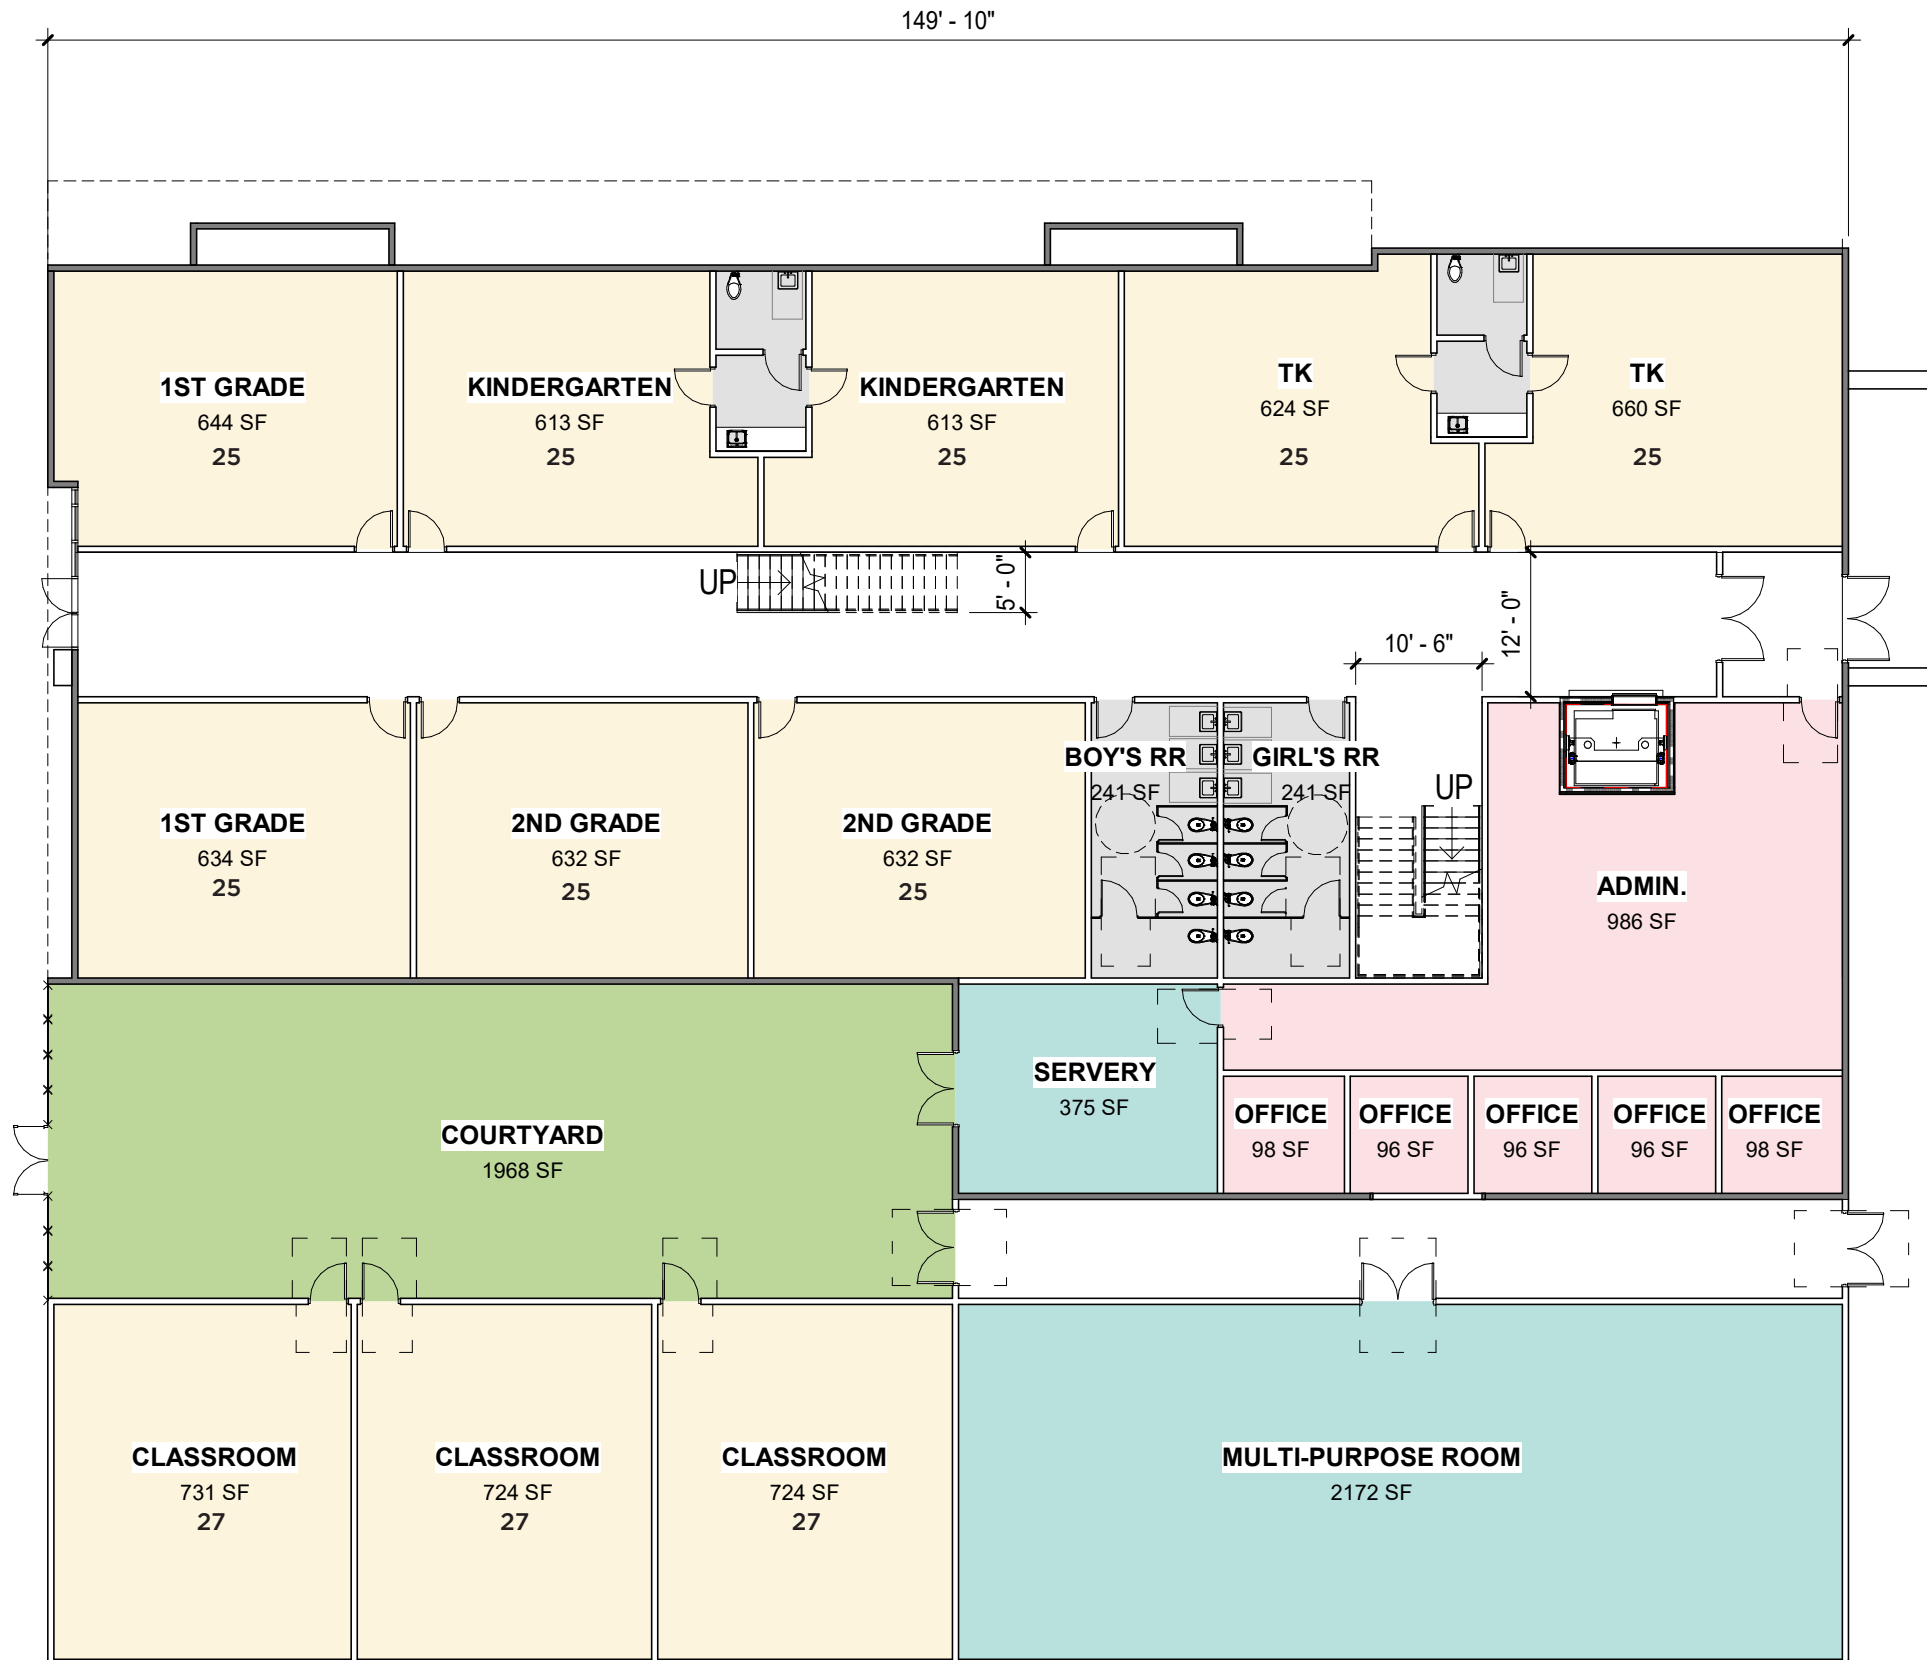 149' - 10"
1ST GRADE
644 SF
25
KINDERGARTEN
613 SF
25
KINDERGARTEN
613 SF
25
TK
624 SF
25
TK
660 SF
25
UP
5' - 0"
12' - 0"
10' - 6"
1ST GRADE
634 SF
25
2ND GRADE
632 SF
25
2ND GRADE
632 SF
25
BOY'S RR
241 SF
GIRL'S RR
241 SF
UP
ADMIN.
986 SF
COURTYARD
1968 SF
SERVERY
375 SF
OFFICE
98 SF
OFFICE
96 SF
OFFICE
96 SF
OFFICE
96 SF
OFFICE
98 SF
CLASSROOM
731 SF
27
CLASSROOM
724 SF
27
CLASSROOM
724 SF
27
MULTI-PURPOSE ROOM
2172 SF